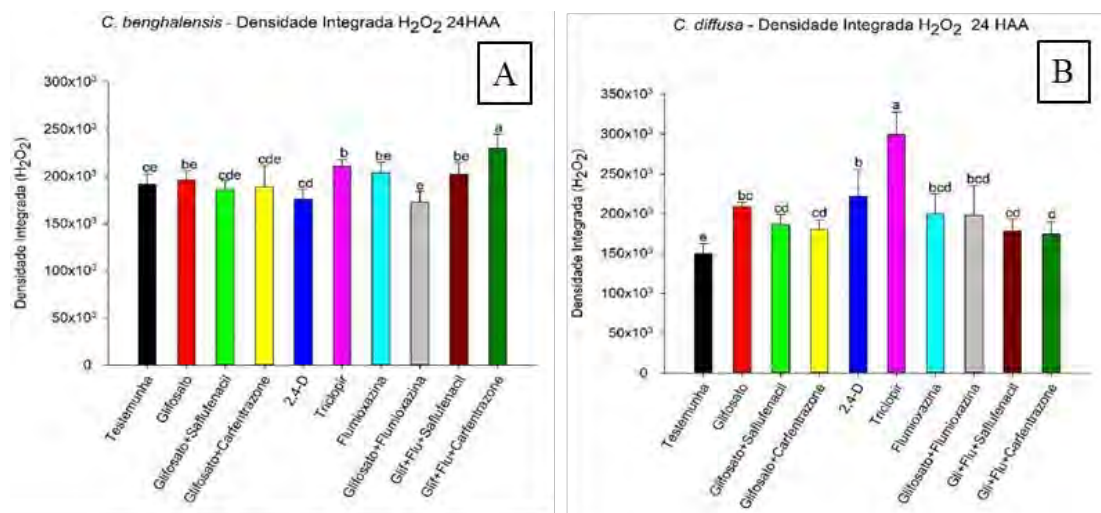 C. benghalensis - Densidade Integrada H₂O₂ 24HAA
A
Densidade Integrada (H₂O₂)
300x10³
250x10³
200x10³
150x10³
100x10³
50x10³
0
ce
be
cde
cde
cd
b
be
e
be
a
Testemunha
Glifosato
Glifosato+Saflufenacil
Glifosato+Carfentrazone
2,4-D
Triclopir
Flumioxazina
Glifosato+Flumioxazina
Glif+Flu+Saflufenacil
Glif+Flu+Carfentrazone
C. diffusa - Densidade Integrada H₂O₂ 24 HAA
B
Densidade Integrada (H₂O₂)
350x10³
300x10³
250x10³
200x10³
150x10³
100x10³
50x10³
0
e
bc
cd
cd
b
a
bcd
bcd
cd
d
Testemunha
Glifosato
Glifosato+Saflufenacil
Glifosato+Carfentrazone
2,4-D
Triclopir
Flumioxazina
Glifosato+Flumioxazina
Gli+Flu+Saflufenacil
Gli+Flu+Carfentrazone